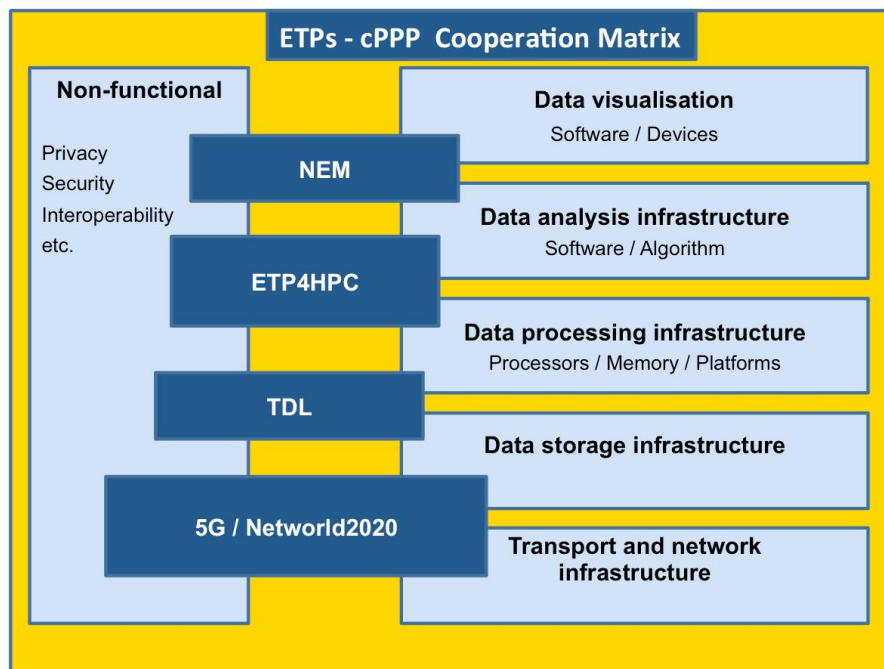 ETPs - cPPP Cooperation Matrix
Non-functional
Privacy
Security
Interoperability
etc.
NEM
ETP4HPC
TDL
5G / Networld2020
Data visualisation
Software / Devices
Data analysis infrastructure
Software / Algorithm
Data processing infrastructure
Processors / Memory / Platforms
Data storage infrastructure
Transport and network
infrastructure